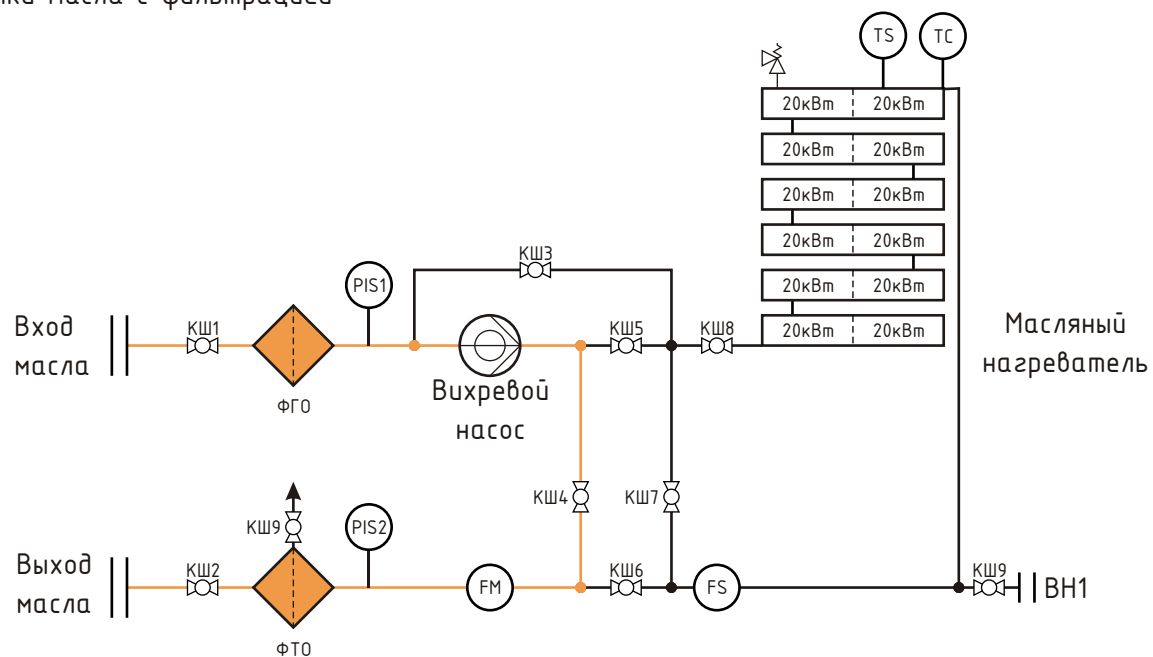 масла с фильтрацией
TS
TC
20кВт 20кВт
20кВт 20кВт
20кВт 20кВт
20кВт 20кВт
20кВт 20кВт
20кВт 20кВт
КШ3
PIS1
Вход
масла
КШ1
КШ5
КШ8
Масляный
нагреватель
ФГО
Вихревой
насос
КШ4
КШ7
КШ9
PIS2
Выход
масла
КШ2
FM
КШ6
FS
КШ9
ВН1
ФТО